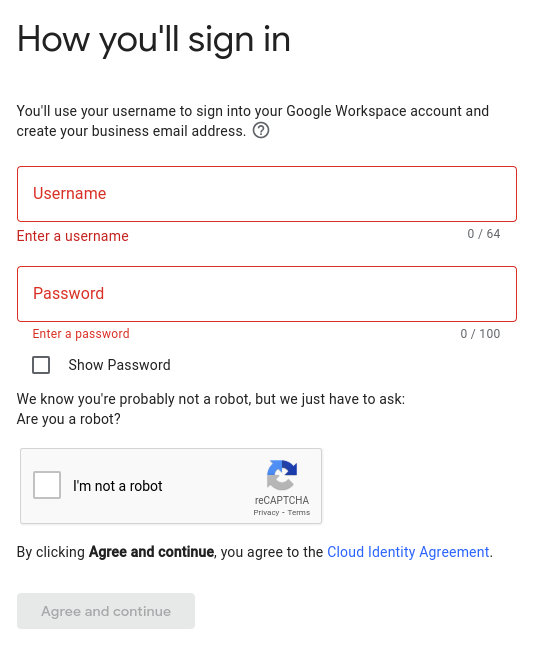 How you'll sign in
You'll use your username to sign into your Google Workspace account and
create your business email address.
Username
Enter a username
0 / 64
Password
Enter a password
0 / 100
Show Password
We know you're probably not a robot, but we just have to ask:
Are you a robot?
I'm not a robot
reCAPTCHA
Privacy - Terms
By clicking Agree and continue, you agree to the Cloud Identity Agreement.
Agree and continue